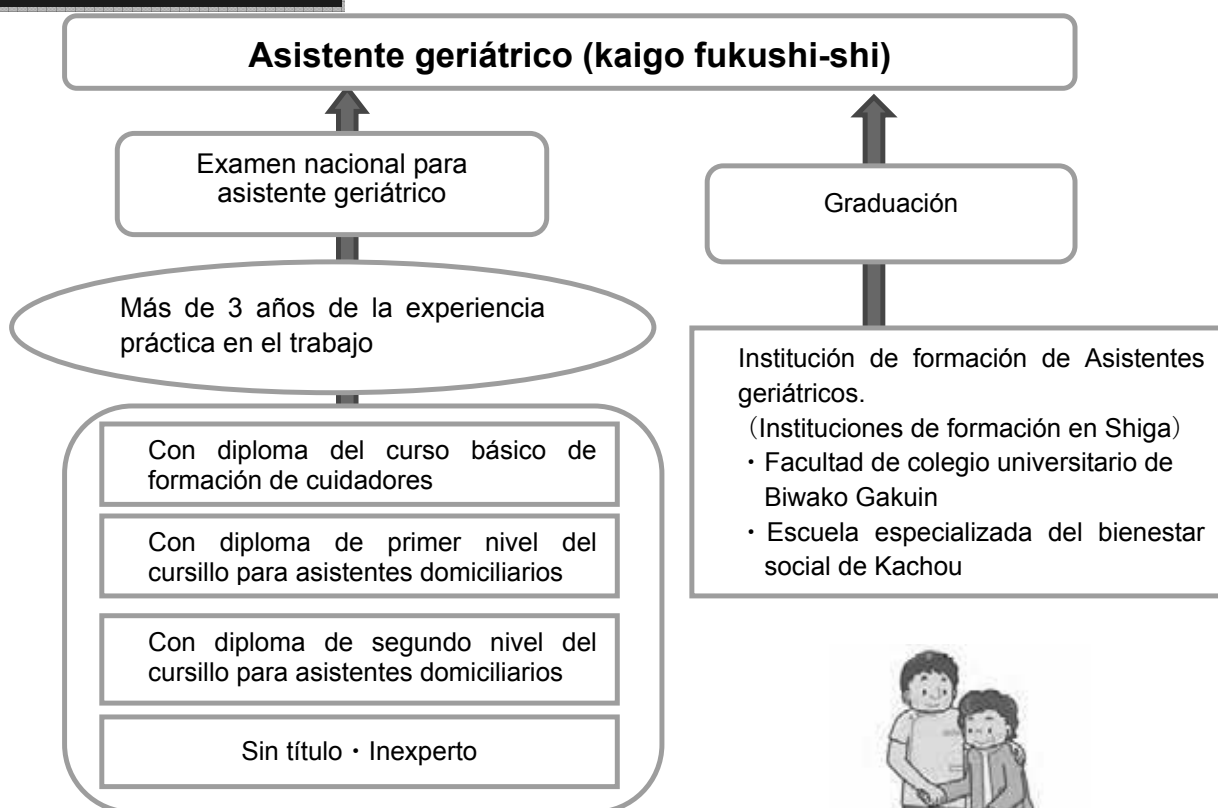 Asistente geriátrico (kaigo fukushi-shi)
Examen nacional para
asistente geriátrico
Más de 3 años de la experiencia
práctica en el trabajo
Con diploma del curso básico de
formación de cuidadores
Con diploma de primer nivel del
cursillo para asistentes domiciliarios
Con diploma de segundo nivel del
cursillo para asistentes domiciliarios
Sin título・Inexperto
Graduación
Institución de formación de Asistentes
geriátricos.
（Instituciones de formación en Shiga）
・Facultad de colegio universitario de
Biwako Gakuin
・Escuela especializada del bienestar
social de Kachou